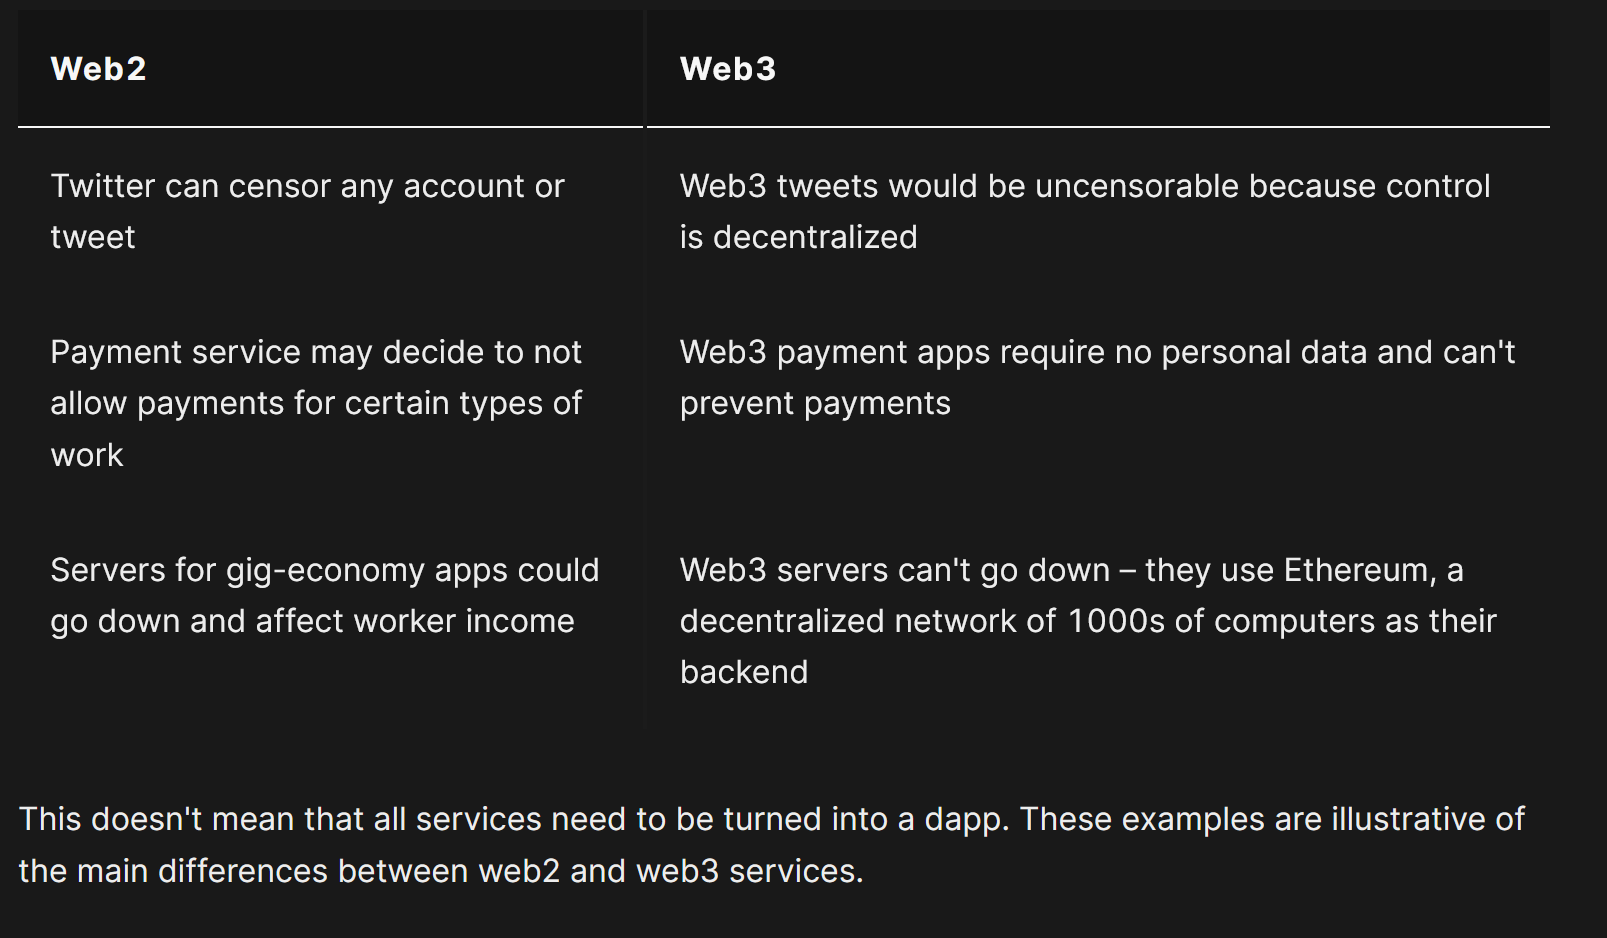 Web2
Web3
Twitter can censor any account or
tweet
Web3 tweets would be uncensorable because control
is decentralized
Payment service may decide to not
allow payments for certain types of
work
Web3 payment apps require no personal data and can't
prevent payments
Servers for gig-economy apps could
go down and affect worker income
Web3 servers can't go down – they use Ethereum, a
decentralized network of 1000s of computers as their
backend
This doesn't mean that all services need to be turned into a dapp. These examples are illustrative of
the main differences between web2 and web3 services.